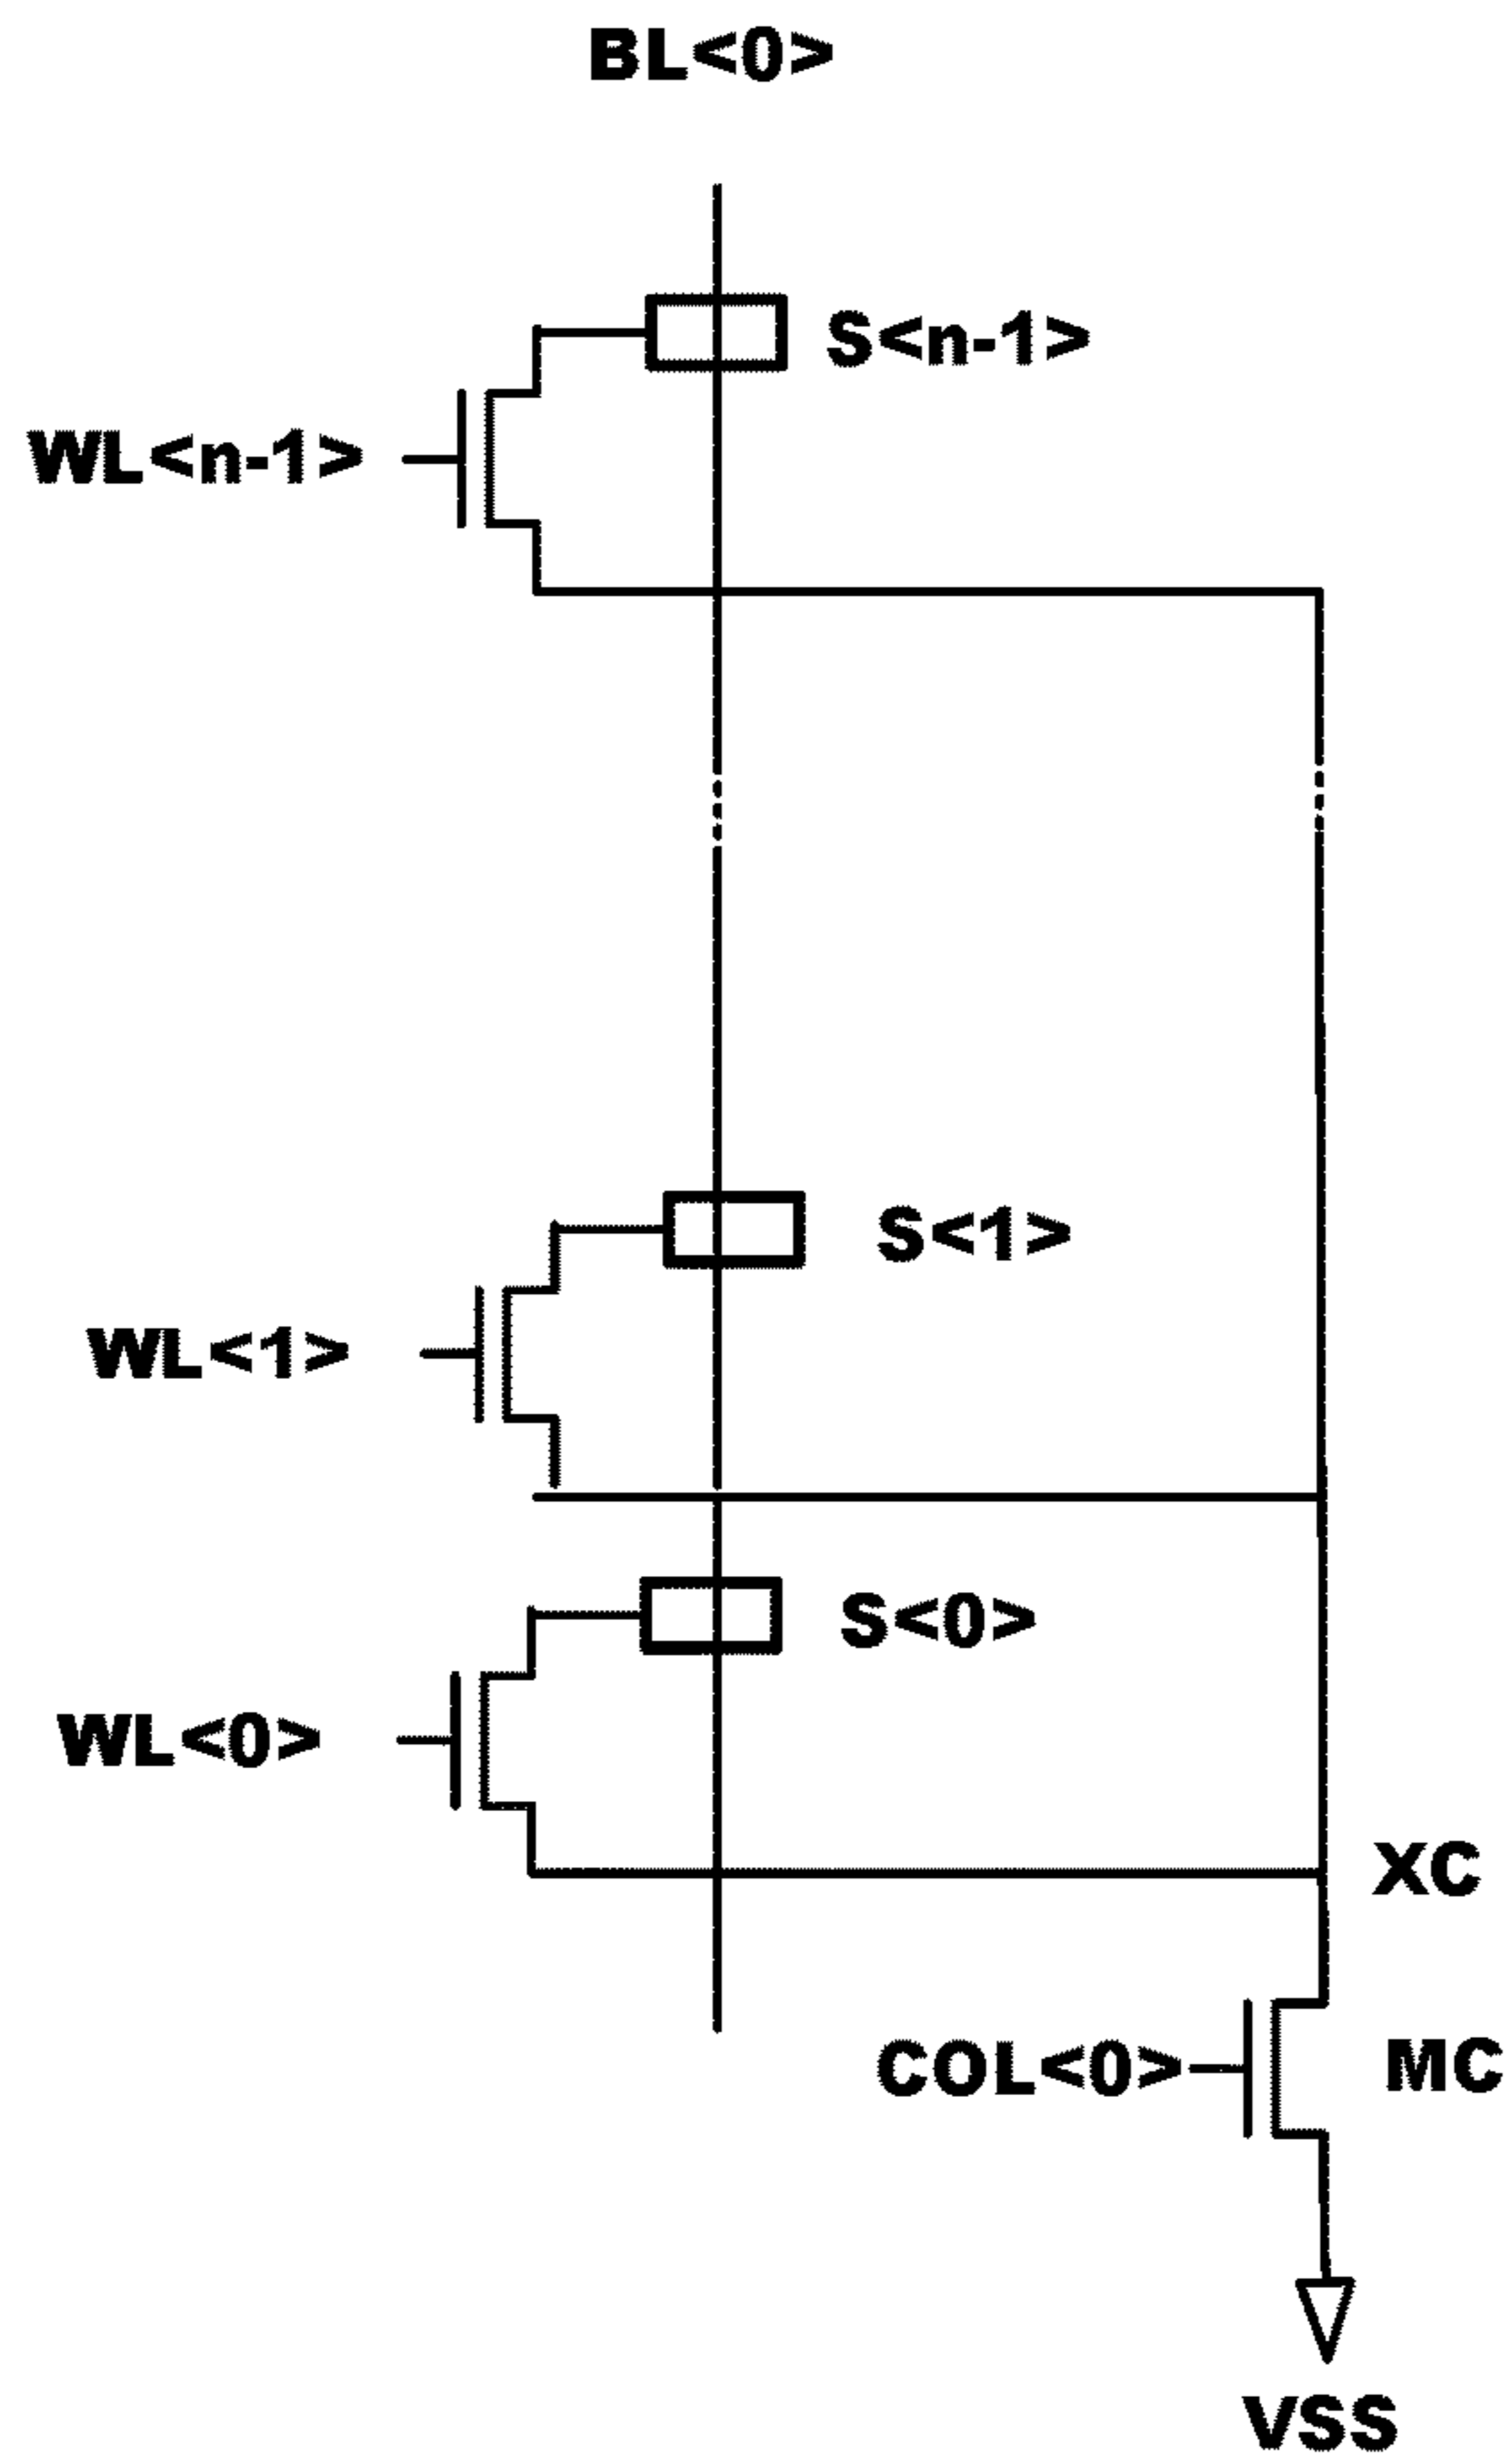 BL<0>
S<n-1>
WL<n-1>
S<1>
WL<1>
S<0>
WL<0>
XC
COL<0>
MC
VSS